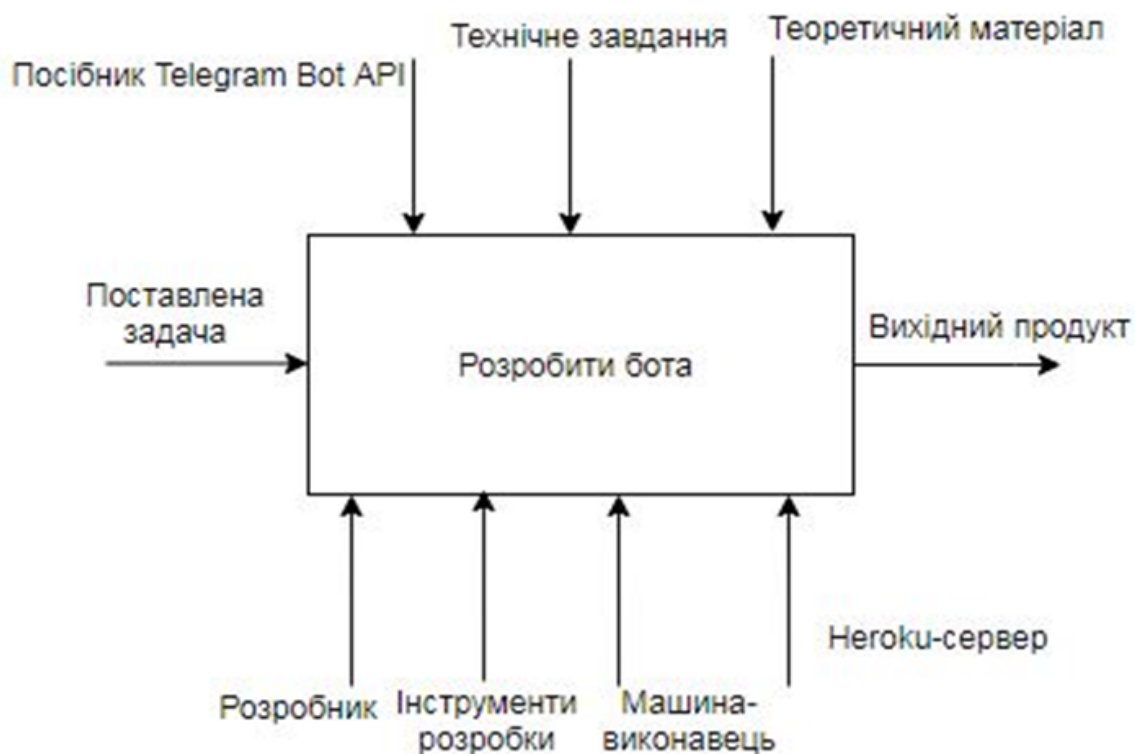 Посібник Telegram Bot API
Технічне завдання
Теоретичний матеріал
Поставлена
задача
Розробити бота
Вихідний продукт
Розробник
Інструменти
розробки
Машина-
виконавець
Heroku-сервер